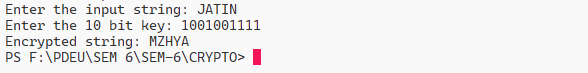 Enter the input string: JATIN
Enter the 10 bit key: 1001001111
Encrypted string: MZHYA
PS F:\PDEU\SEM 6\SEM-6\CRYPTO>